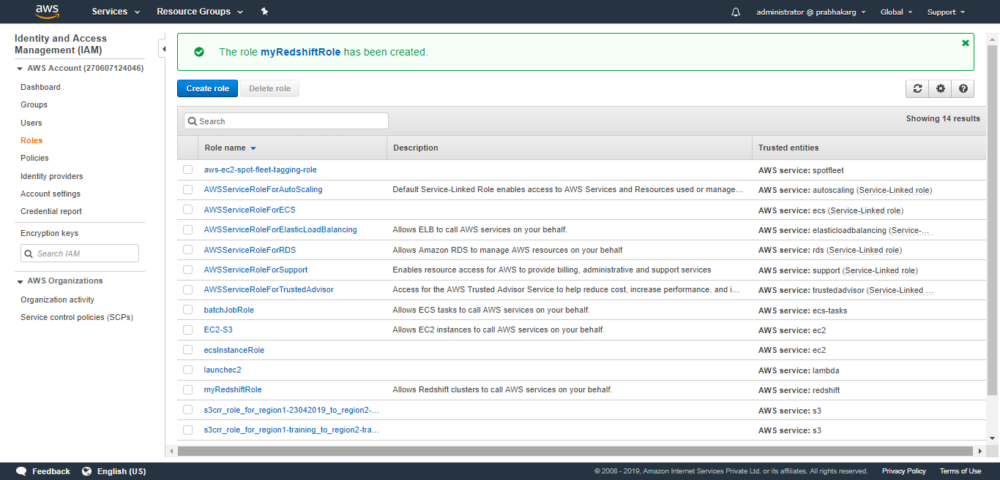 aws Services Resource Groups administrator @ prabhakarg Global Support
Identity and Access
Management (IAM)
AWS Account (270607124046)
Dashboard
Groups
Users
Roles
Policies
Identity providers
Account settings
Credential report
Encryption keys
Search IAM
AWS Organizations
Organization activity
Service control policies (SCPs)
The role myRedshiftRole has been created.
Create role Delete role
Search Showing 14 results
Role name Description Trusted entities
aws-ec2-spot-fleet-tagging-role AWS service: spotfleet
AWSServiceRoleForAutoScaling Default Service-Linked Role enables access to AWS Services and Resources used or manage... AWS service: autoscaling (Service-Linked role)
AWSServiceRoleForECS AWS service: ecs (Service-Linked role)
AWSServiceRoleForElasticLoadBalancing Allows ELB to call AWS services on your behalf. AWS service: elasticloadbalancing (Service-...
AWSServiceRoleForRDS Allows Amazon RDS to manage AWS resources on your behalf AWS service: rds (Service-Linked role)
AWSServiceRoleForSupport Enables resource access for AWS to provide billing, administrative and support services AWS service: support (Service-Linked role)
AWSServiceRoleForTrustedAdvisor Access for the AWS Trusted Advisor Service to help reduce cost, increase performance, and i... AWS service: trustedadvisor (Service-Linked ...
batchJobRole Allows ECS tasks to call AWS services on your behalf. AWS service: ecs-tasks
EC2-S3 Allows EC2 instances to call AWS services on your behalf. AWS service: ec2
ecsInstanceRole AWS service: ec2
launchec2 AWS service: lambda
myRedshiftRole Allows Redshift clusters to call AWS services on your behalf. AWS service: redshift
s3crr_role_for_region1-23042019_to_region2-... AWS service: s3
s3crr_role_for_region1-training_to_region2-tra... AWS service: s3
Feedback English (US) © 2008 - 2019, Amazon Internet Services Private Ltd. or its affiliates. All rights reserved. Privacy Policy Terms of Use